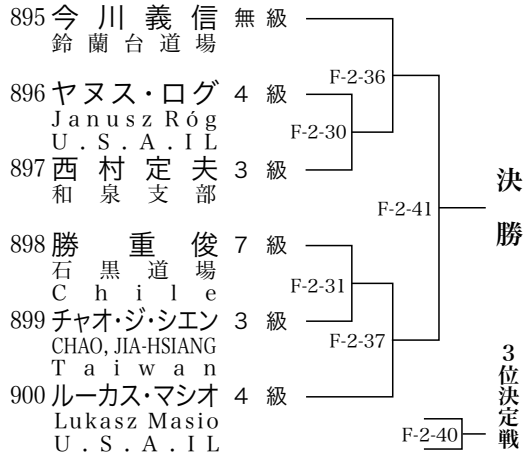 895 今川義信 無級
鈴蘭台道場
F-2-36
896 ヤヌス・ログ 4 級
Janusz Róg
F-2-30
U.S.A.IL
897 西村定夫 3 級
和泉支部
決勝
F-2-41
898 勝重俊 7 級
石黒道場
F-2-31
Chile
899 チャオ・ジ・シエン 3 級
CHAO, JIA-HSIANG
F-2-37
Taiwan
900 ルーカス・マシオ 4 級
Lukasz Masio
U.S.A.IL
3位決定戦
F-2-40